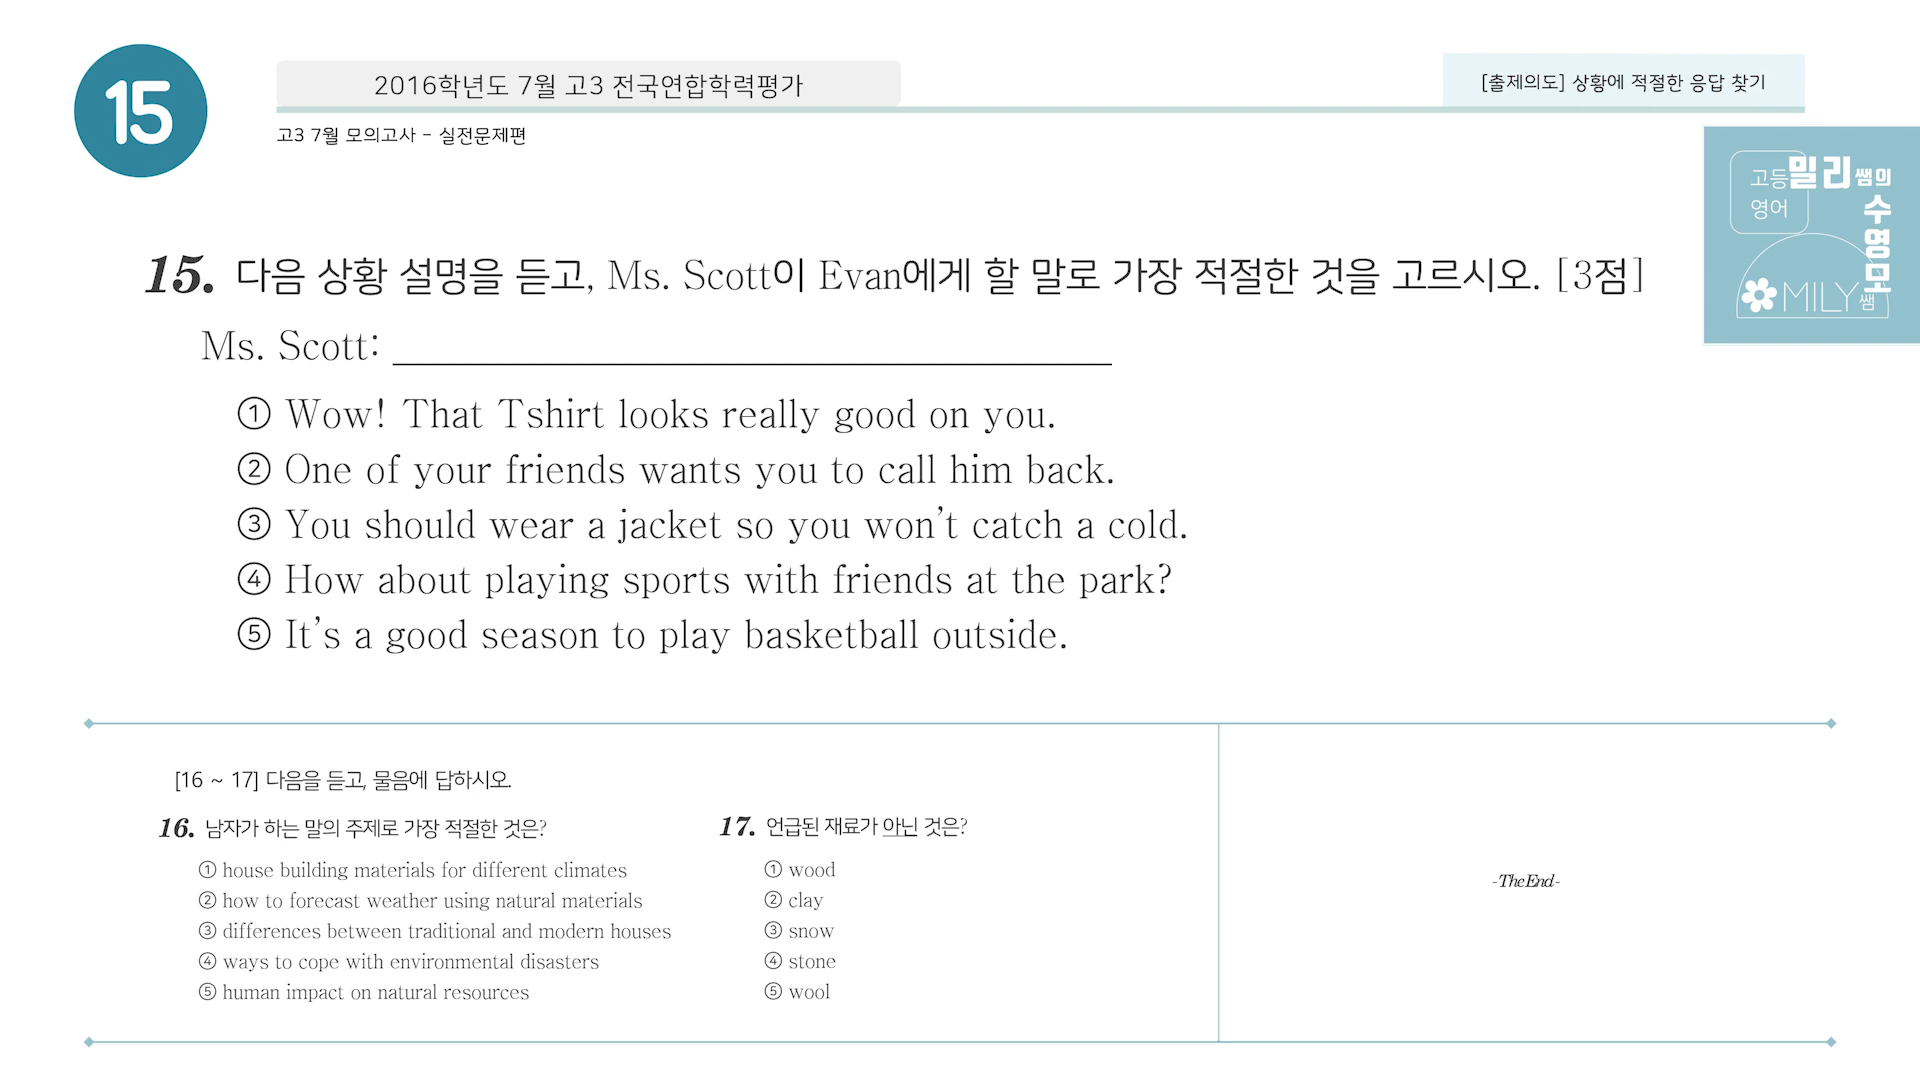 15
2016학년도 7월 고3 전국연합학력평가
[출제의도] 상황에 적절한 응답 찾기
고3 7월 모의고사 - 실전문제편
고등 밀리쌤의
영어
수영모
MILY쌤
15. 다음 상황 설명을 듣고, Ms. Scott이 Evan에게 할 말로 가장 적절한 것을 고르시오. [3점]
Ms. Scott:
① Wow! That Tshirt looks really good on you.
② One of your friends wants you to call him back.
③ You should wear a jacket so you won't catch a cold.
④ How about playing sports with friends at the park?
⑤ It's a good season to play basketball outside.
[16 ~ 17] 다음을 듣고, 물음에 답하시오.
16. 남자가 하는 말의 주제로 가장 적절한 것은?
① house building materials for different climates
② how to forecast weather using natural materials
③ differences between traditional and modern houses
④ ways to cope with environmental disasters
⑤ human impact on natural resources
17. 언급된 재료가 아닌 것은?
① wood
② clay
③ snow
④ stone
⑤ wool
-The End-